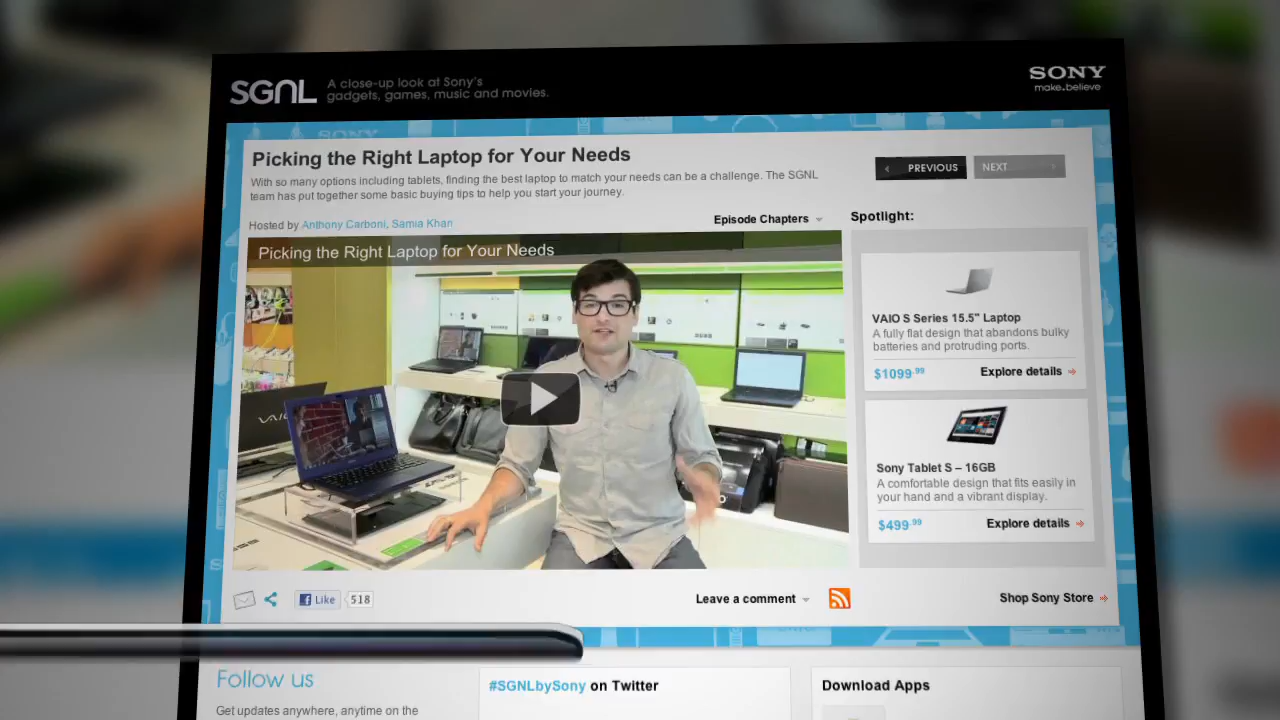 SGNL
A close-up look at Sony's
gadgets, games, music and movies.
SONY
make.believe
SONY
Picking the Right Laptop for Your Needs
With so many options including tablets, finding the best laptop to match your needs can be a challenge. The SGNL
team has put together some basic buying tips to help you start your journey.
PREVIOUS
NEXT
Hosted by Anthony Carboni, Samia Khan
Episode Chapters
Spotlight:
Picking the Right Laptop for Your Needs
VAIO
VAIO S Series 15.5" Laptop
A fully flat design that abandons bulky
batteries and protruding ports.
$1099.99
Explore details
Sony Tablet S – 16GB
A comfortable design that fits easily in
your hand and a vibrant display.
$499.99
Explore details
Like
518
Leave a comment
Shop Sony Store
Follow us
Get updates anywhere, anytime on the
#SGNLbySony on Twitter
Download Apps